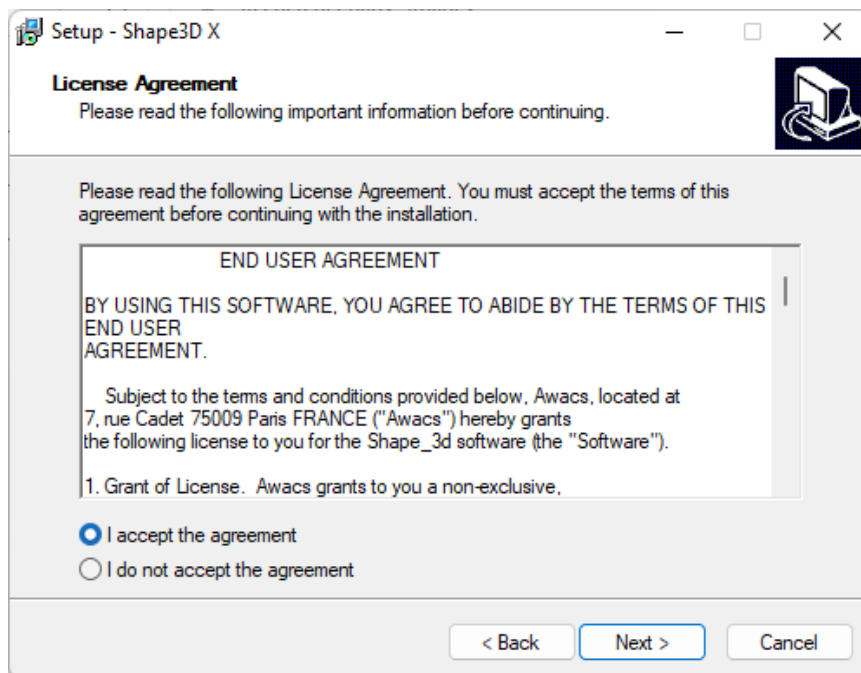 Setup - Shape3D X
License Agreement
Please read the following important information before continuing.
Please read the following License Agreement. You must accept the terms of this
agreement before continuing with the installation.
END USER AGREEMENT
BY USING THIS SOFTWARE, YOU AGREE TO ABIDE BY THE TERMS OF THIS
END USER
AGREEMENT.
Subject to the terms and conditions provided below, Awacs, located at
7, rue Cadet 75009 Paris FRANCE ("Awacs") hereby grants
the following license to you for the Shape_3d software (the "Software").
1. Grant of License. Awacs grants to you a non-exclusive,
I accept the agreement
I do not accept the agreement
< Back
Next >
Cancel